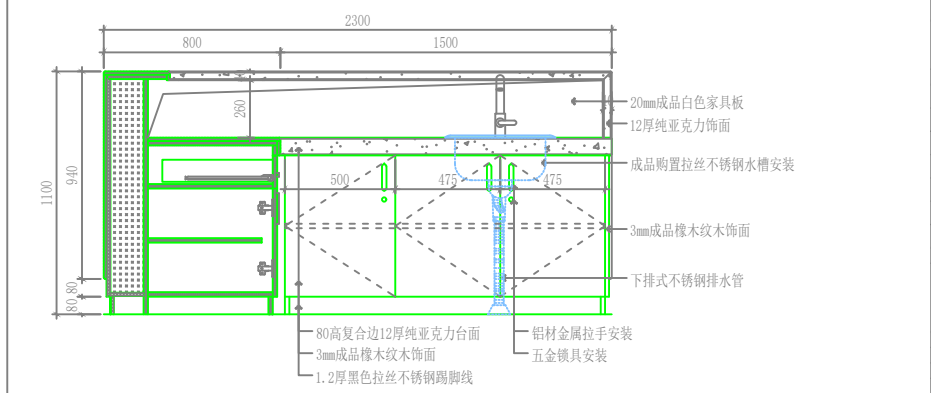 2300
800
1500
40
260
20mm成品白色家具板
12厚纯亚克力饰面
成品购置拉丝不锈钢水槽安装
940
1100
500
475
475
3mm成品橡木纹木饰面
下排式不锈钢排水管
80
80
80高复合边12厚纯亚克力台面
铝材金属拉手安装
3mm成品橡木纹木饰面
五金锁具安装
1.2厚黑色拉丝不锈钢踢脚线